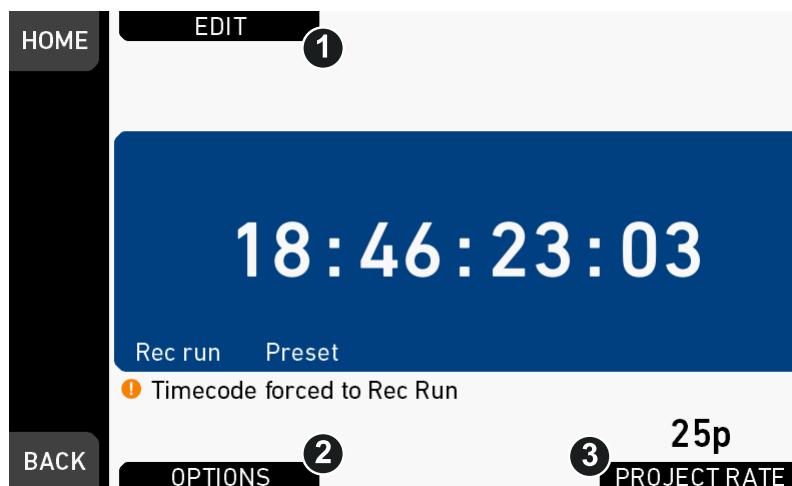 HOME
EDIT
1
18:46:23:03
Rec run Preset
! Timecode forced to Rec Run
25p
BACK
OPTIONS
2
3
PROJECT RATE